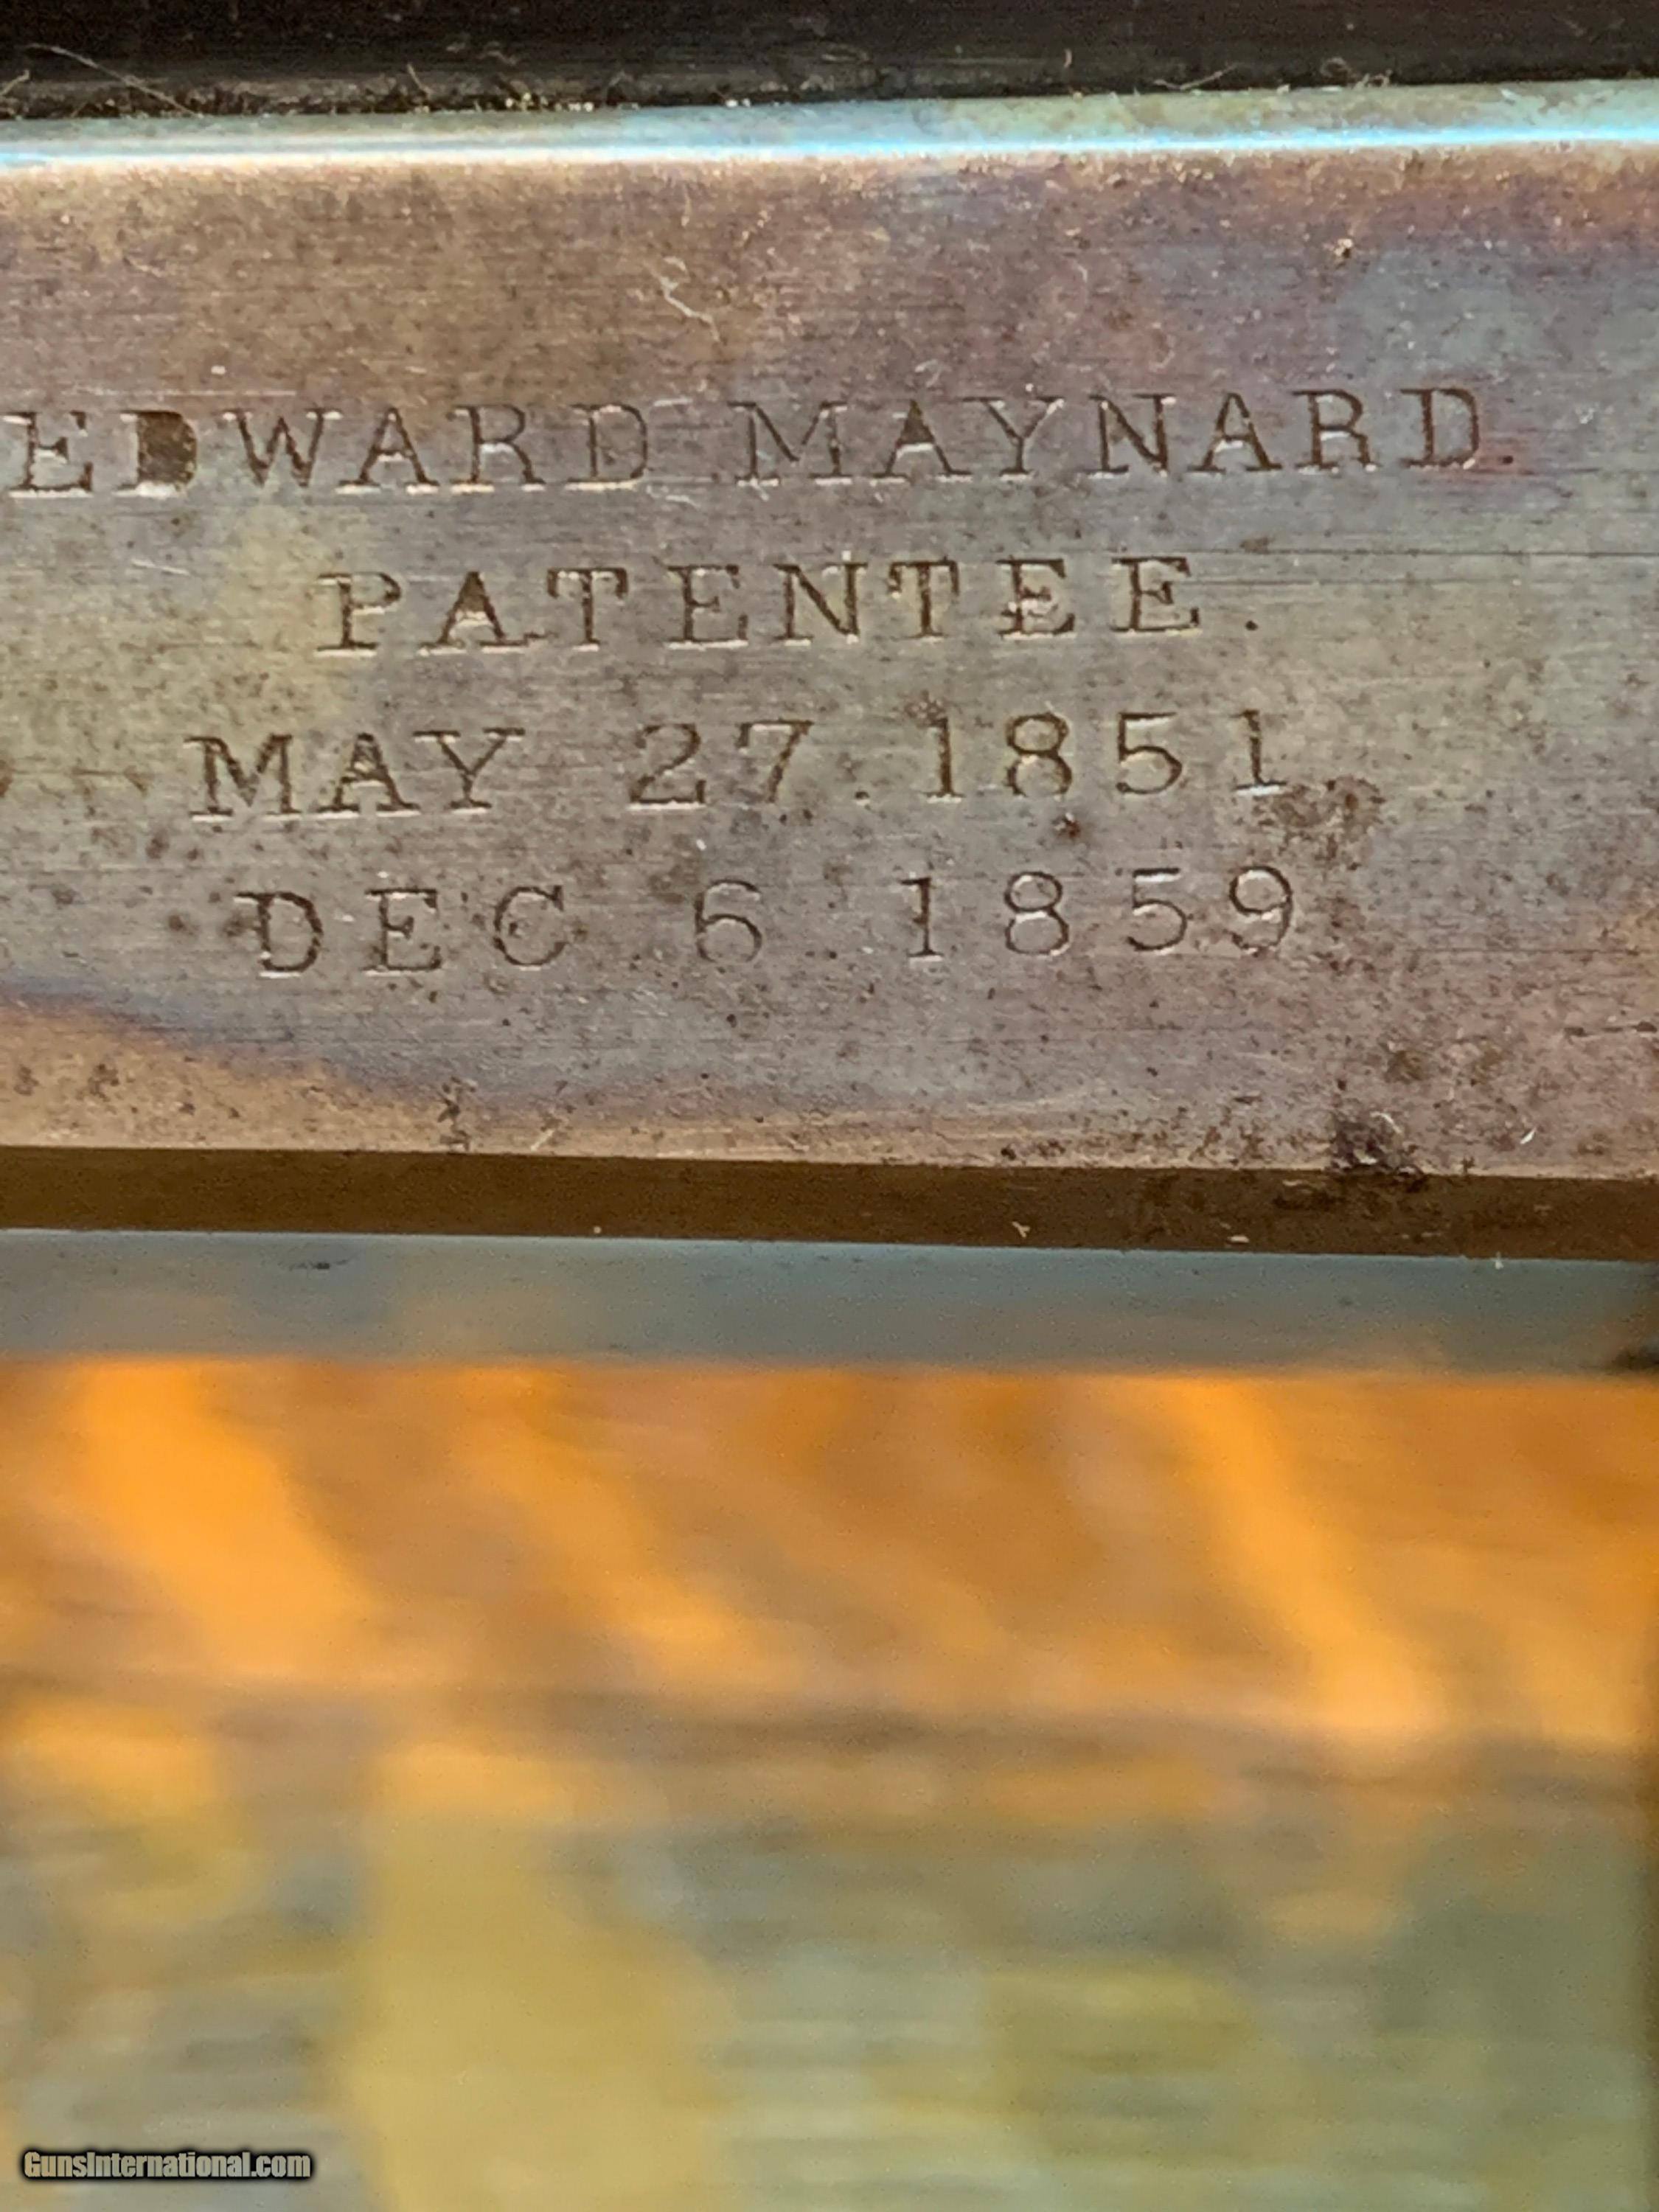 EDWARD MAYNARD.
PATENTEE.
MAY 27. 1851.
DEC 6. 1859
GunsInternational.com